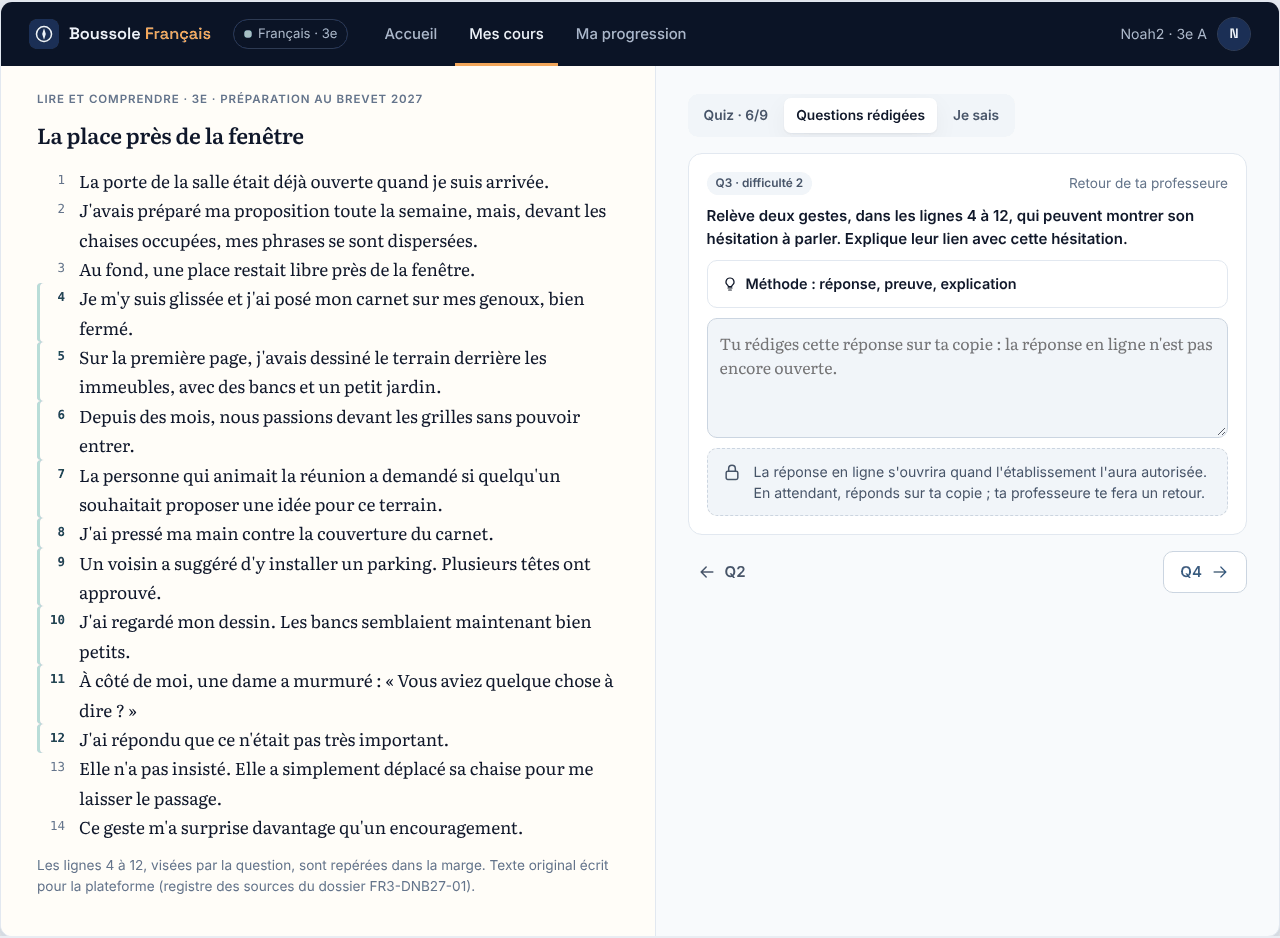 Boussole Français
Français · 3e
Accueil
Mes cours
Ma progression
Noah2 · 3e A
N
LIRE ET COMPRENDRE · 3E · PRÉPARATION AU BREVET 2027
La place près de la fenêtre
1 La porte de la salle était déjà ouverte quand je suis arrivée.
2 J'avais préparé ma proposition toute la semaine, mais, devant les
chaises occupées, mes phrases se sont dispersées.
3 Au fond, une place restait libre près de la fenêtre.
4 Je m'y suis glissée et j'ai posé mon carnet sur mes genoux, bien
fermé.
5 Sur la première page, j'avais dessiné le terrain derrière les
immeubles, avec des bancs et un petit jardin.
6 Depuis des mois, nous passions devant les grilles sans pouvoir
entrer.
7 La personne qui animait la réunion a demandé si quelqu'un
souhaitait proposer une idée pour ce terrain.
8 J'ai pressé ma main contre la couverture du carnet.
9 Un voisin a suggéré d'y installer un parking. Plusieurs têtes ont
approuvé.
10 J'ai regardé mon dessin. Les bancs semblaient maintenant bien
petits.
11 À côté de moi, une dame a murmuré : « Vous aviez quelque chose à
dire ? »
12 J'ai répondu que ce n'était pas très important.
13 Elle n'a pas insisté. Elle a simplement déplacé sa chaise pour me
laisser le passage.
14 Ce geste m'a surprise davantage qu'un encouragement.
Les lignes 4 à 12, visées par la question, sont repérées dans la marge. Texte original écrit
pour la plateforme (registre des sources du dossier FR3-DNB27-01).
Quiz · 6/9
Questions rédigées
Je sais
Q3 · difficulté 2
Retour de ta professeure
Relève deux gestes, dans les lignes 4 à 12, qui peuvent montrer son
hésitation à parler. Explique leur lien avec cette hésitation.
Méthode : réponse, preuve, explication
Tu rédiges cette réponse sur ta copie : la réponse en ligne n'est pas
encore ouverte.
La réponse en ligne s'ouvrira quand l'établissement l'aura autorisée.
En attendant, réponds sur ta copie ; ta professeure te fera un retour.
← Q2
Q4 →